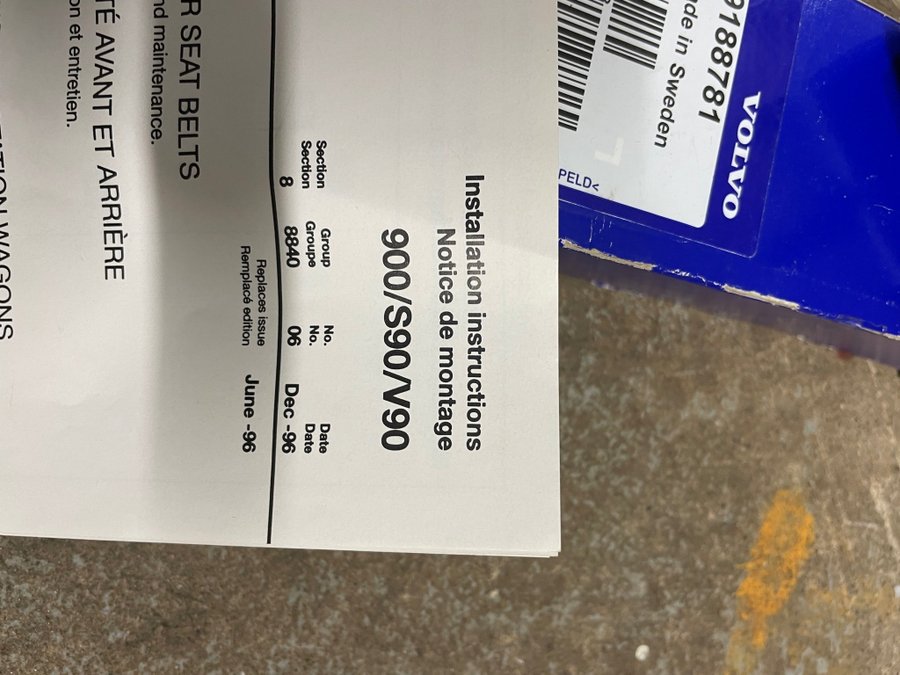 Installation instructions
Notice de montage
900/S90/V90
Section Group No. Date
Section Groupe No. Date
8 8840 06 Dec -96
Replaces issue June -96
Remplacé edition
SEAT BELTS
nd maintenance.
TÉ AVANT ET ARRIÈRE
on et entretien.
WAGONS
VOLVO
9188781
de in Sweden
PELD<